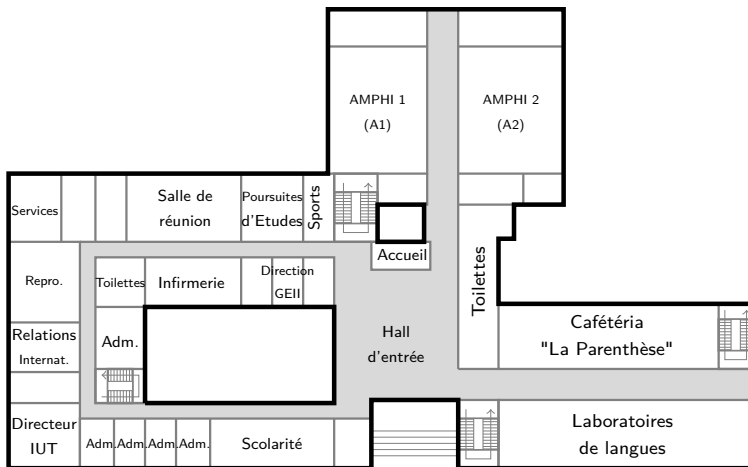 AMPHI 1
(A1)
AMPHI 2
(A2)
Services
Salle de
réunion
Poursuites
d'Etudes
Sports
Accueil
Toilettes
Repro.
Toilettes
Infirmerie
Direction
GEII
Relations
Internat.
Adm.
Hall
d'entrée
Cafétéria
"La Parenthèse"
Directeur
IUT
Adm.
Adm.
Adm.
Adm.
Scolarité
Laboratoires
de langues